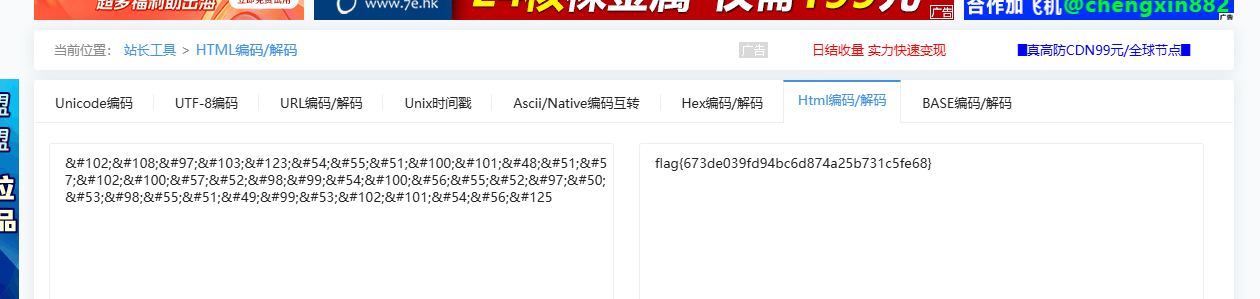 www.7e.hk
合作加飞机@chengxin882
广告
广告
当前位置： 站长工具 > HTML编码/解码
广告
日结收量 实力快速变现
█真高防CDN99元/全球节点█
Unicode编码
UTF-8编码
URL编码/解码
Unix时间戳
Ascii/Native编码互转
Hex编码/解码
Html编码/解码
BASE编码/解码
&#102;&#108;&#97;&#103;&#123;&#54;&#55;&#51;&#100;&#101;&#48;&#51;&#5
7;&#102;&#100;&#57;&#52;&#98;&#99;&#54;&#100;&#56;&#55;&#52;&#97;&#50;
&#53;&#98;&#55;&#51;&#49;&#99;&#53;&#102;&#101;&#54;&#56;&#125
flag{673de039fd94bc6d874a25b731c5fe68}
盟
盟
位
品